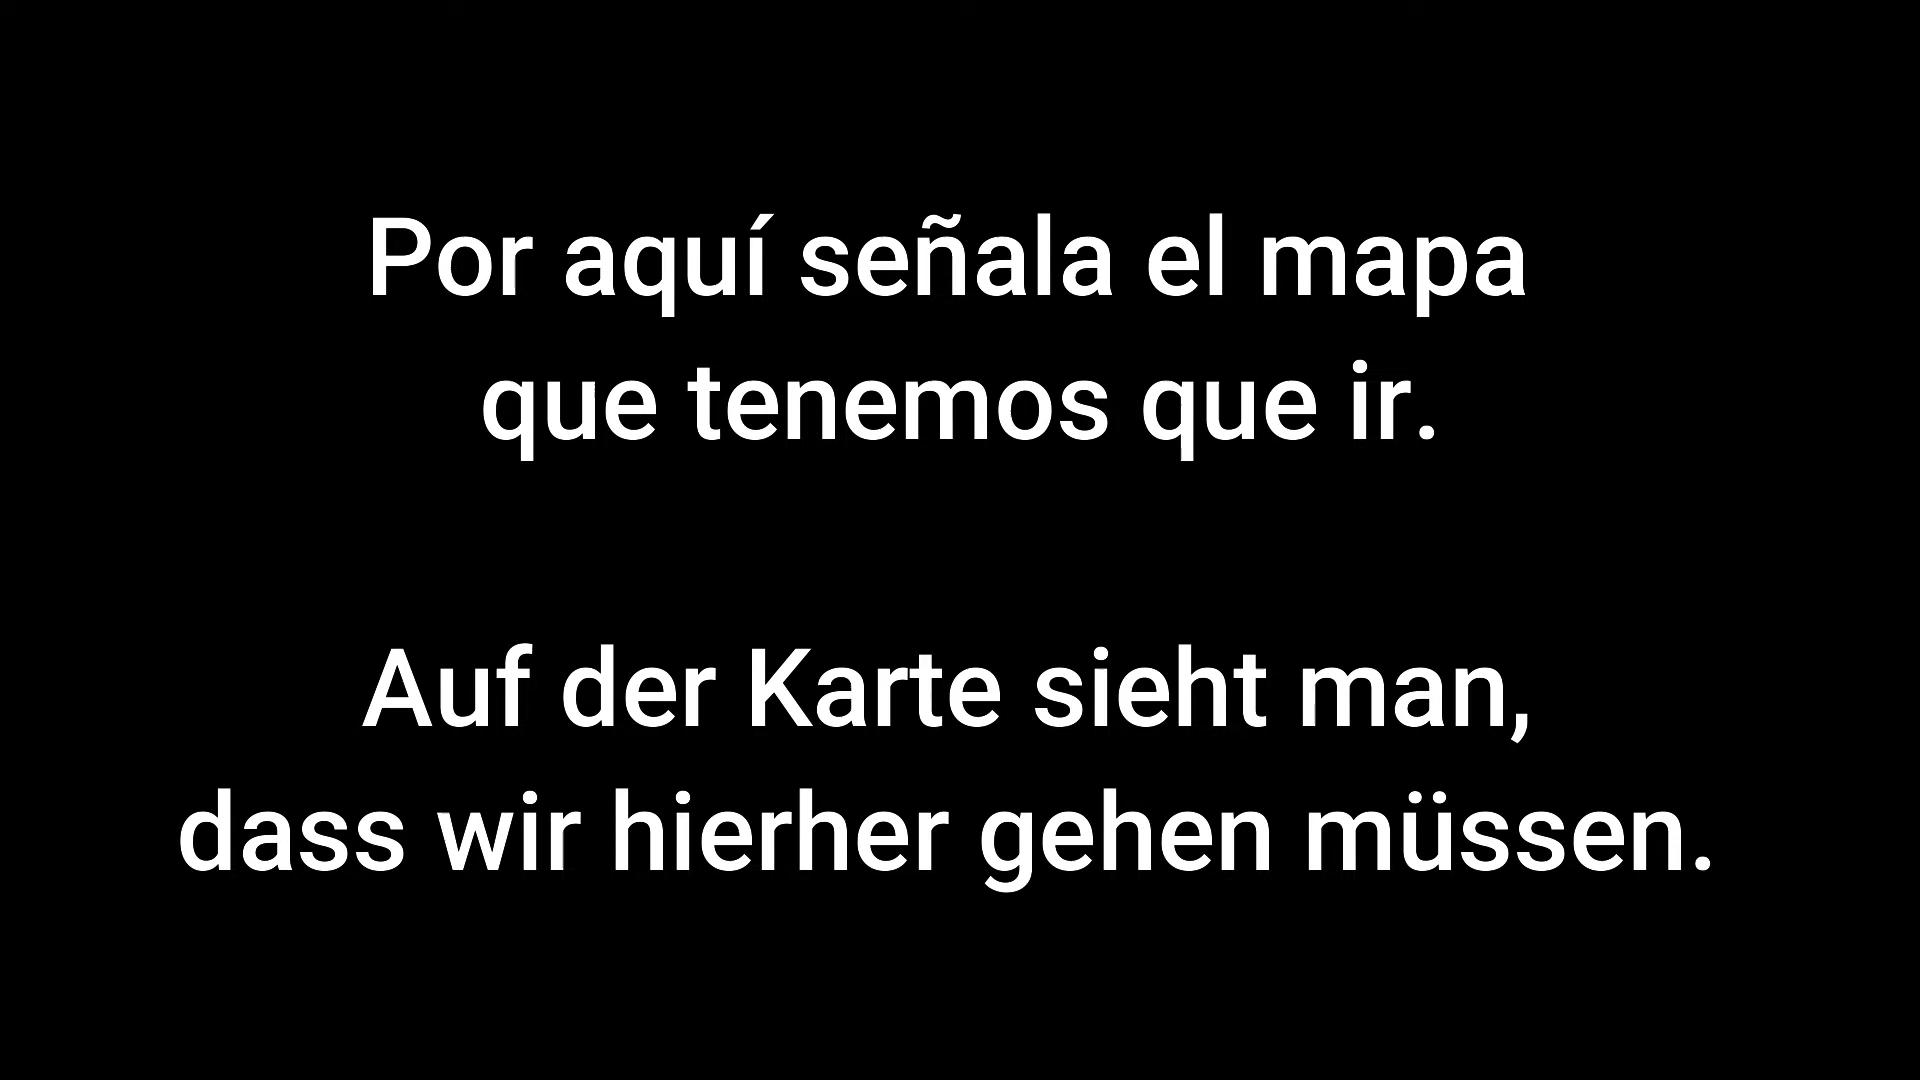 Por aquí señala el mapa
que tenemos que ir.
Auf der Karte sieht man,
dass wir hierher gehen müssen.